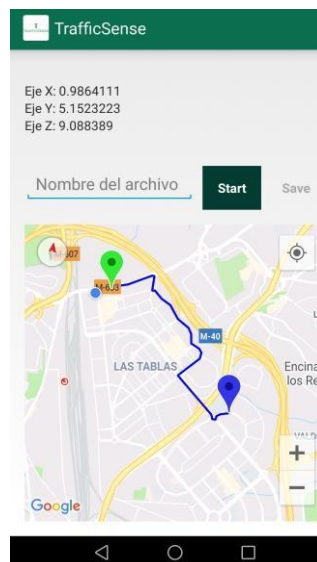 TrafficSense
Eje X: 0.9864111
Eje Y: 5.1523223
Eje Z: 9.088389
Nombre del archivo
Start
Save
M-603
M-40
LAS TABLAS
Encina
los Re
+
−
Google